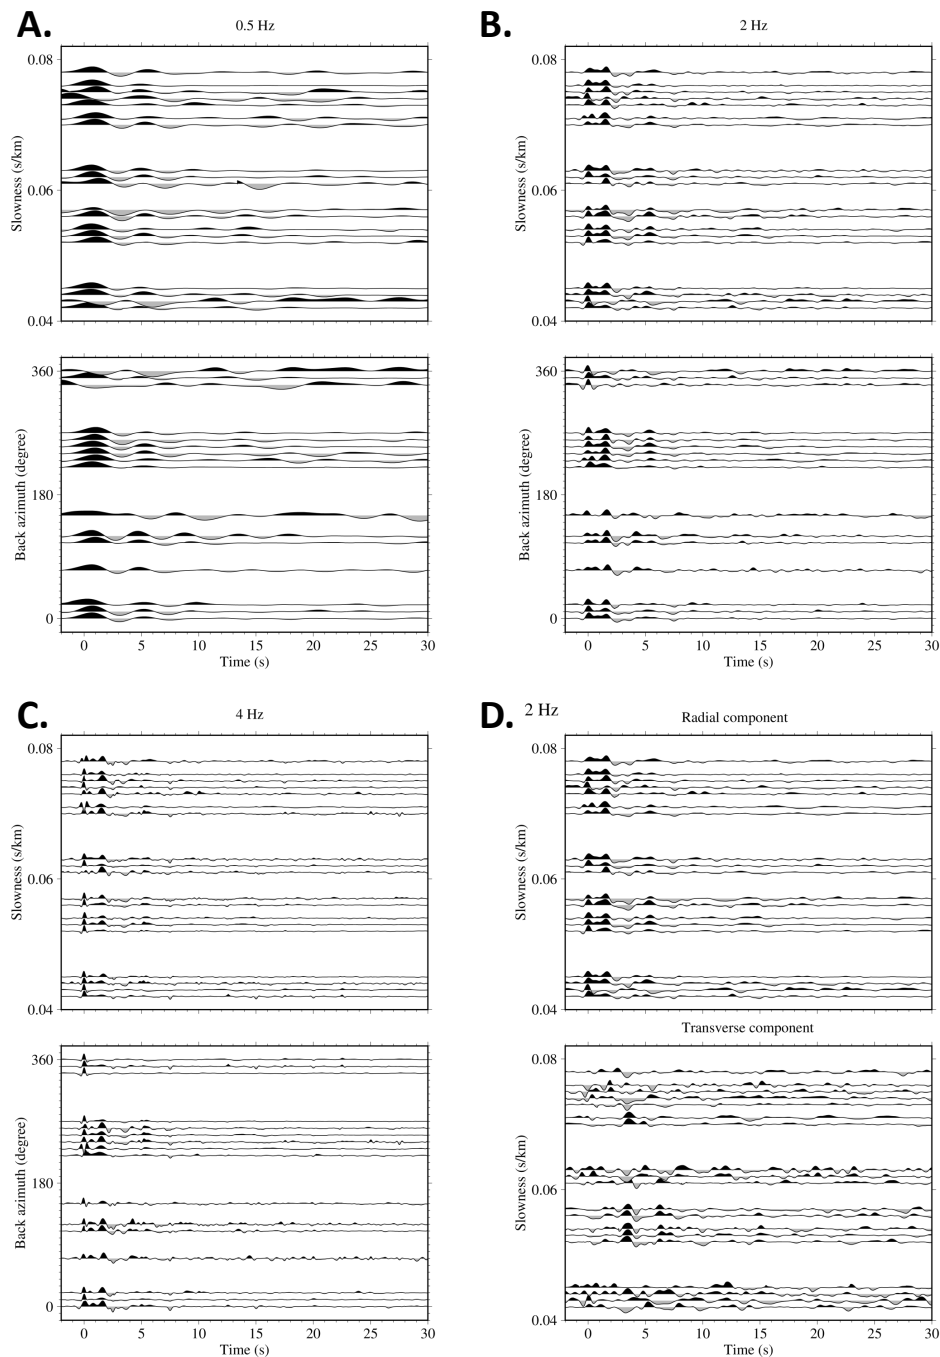 A.
0.5 Hz
0.08
0.06
0.04
Slowness (s/km)
360
180
0
Back azimuth (degree)
0 5 10 15 20 25 30
Time (s)
B.
2 Hz
0.08
0.06
0.04
Slowness (s/km)
360
180
0
Back azimuth (degree)
0 5 10 15 20 25 30
Time (s)
C.
4 Hz
0.08
0.06
0.04
Slowness (s/km)
360
180
0
Back azimuth (degree)
0 5 10 15 20 25 30
Time (s)
D. 2 Hz
Radial component
0.08
0.06
0.04
Slowness (s/km)
Transverse component
0.08
0.06
0.04
Slowness (s/km)
0 5 10 15 20 25 30
Time (s)